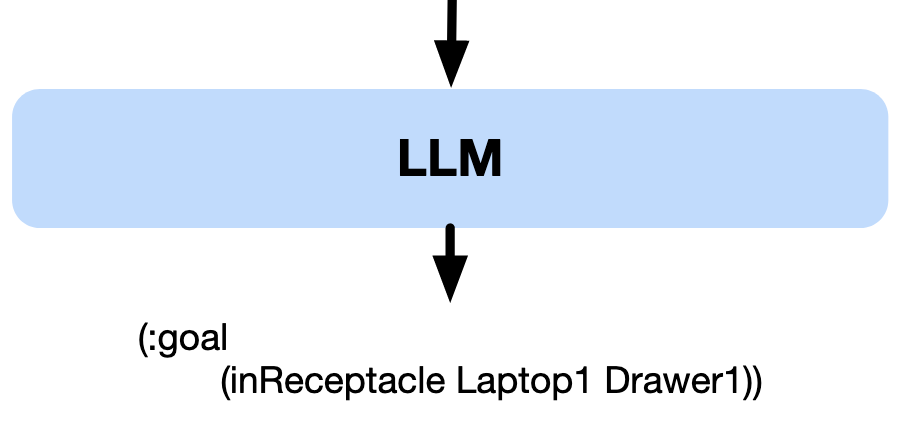 LLM
(:goal
(inReceptacle Laptop1 Drawer1))